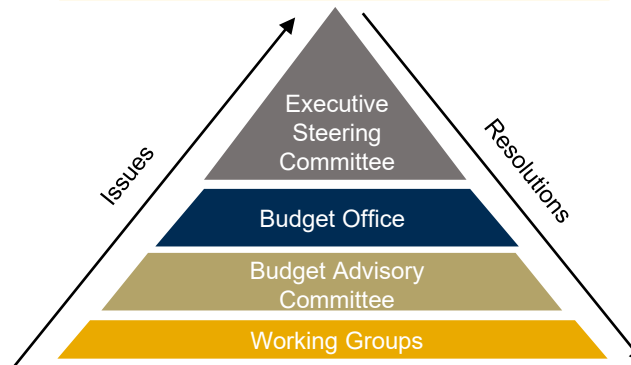 Executive
Steering
Committee
Issues
Resolutions
Budget Office
Budget Advisory
Committee
Working Groups